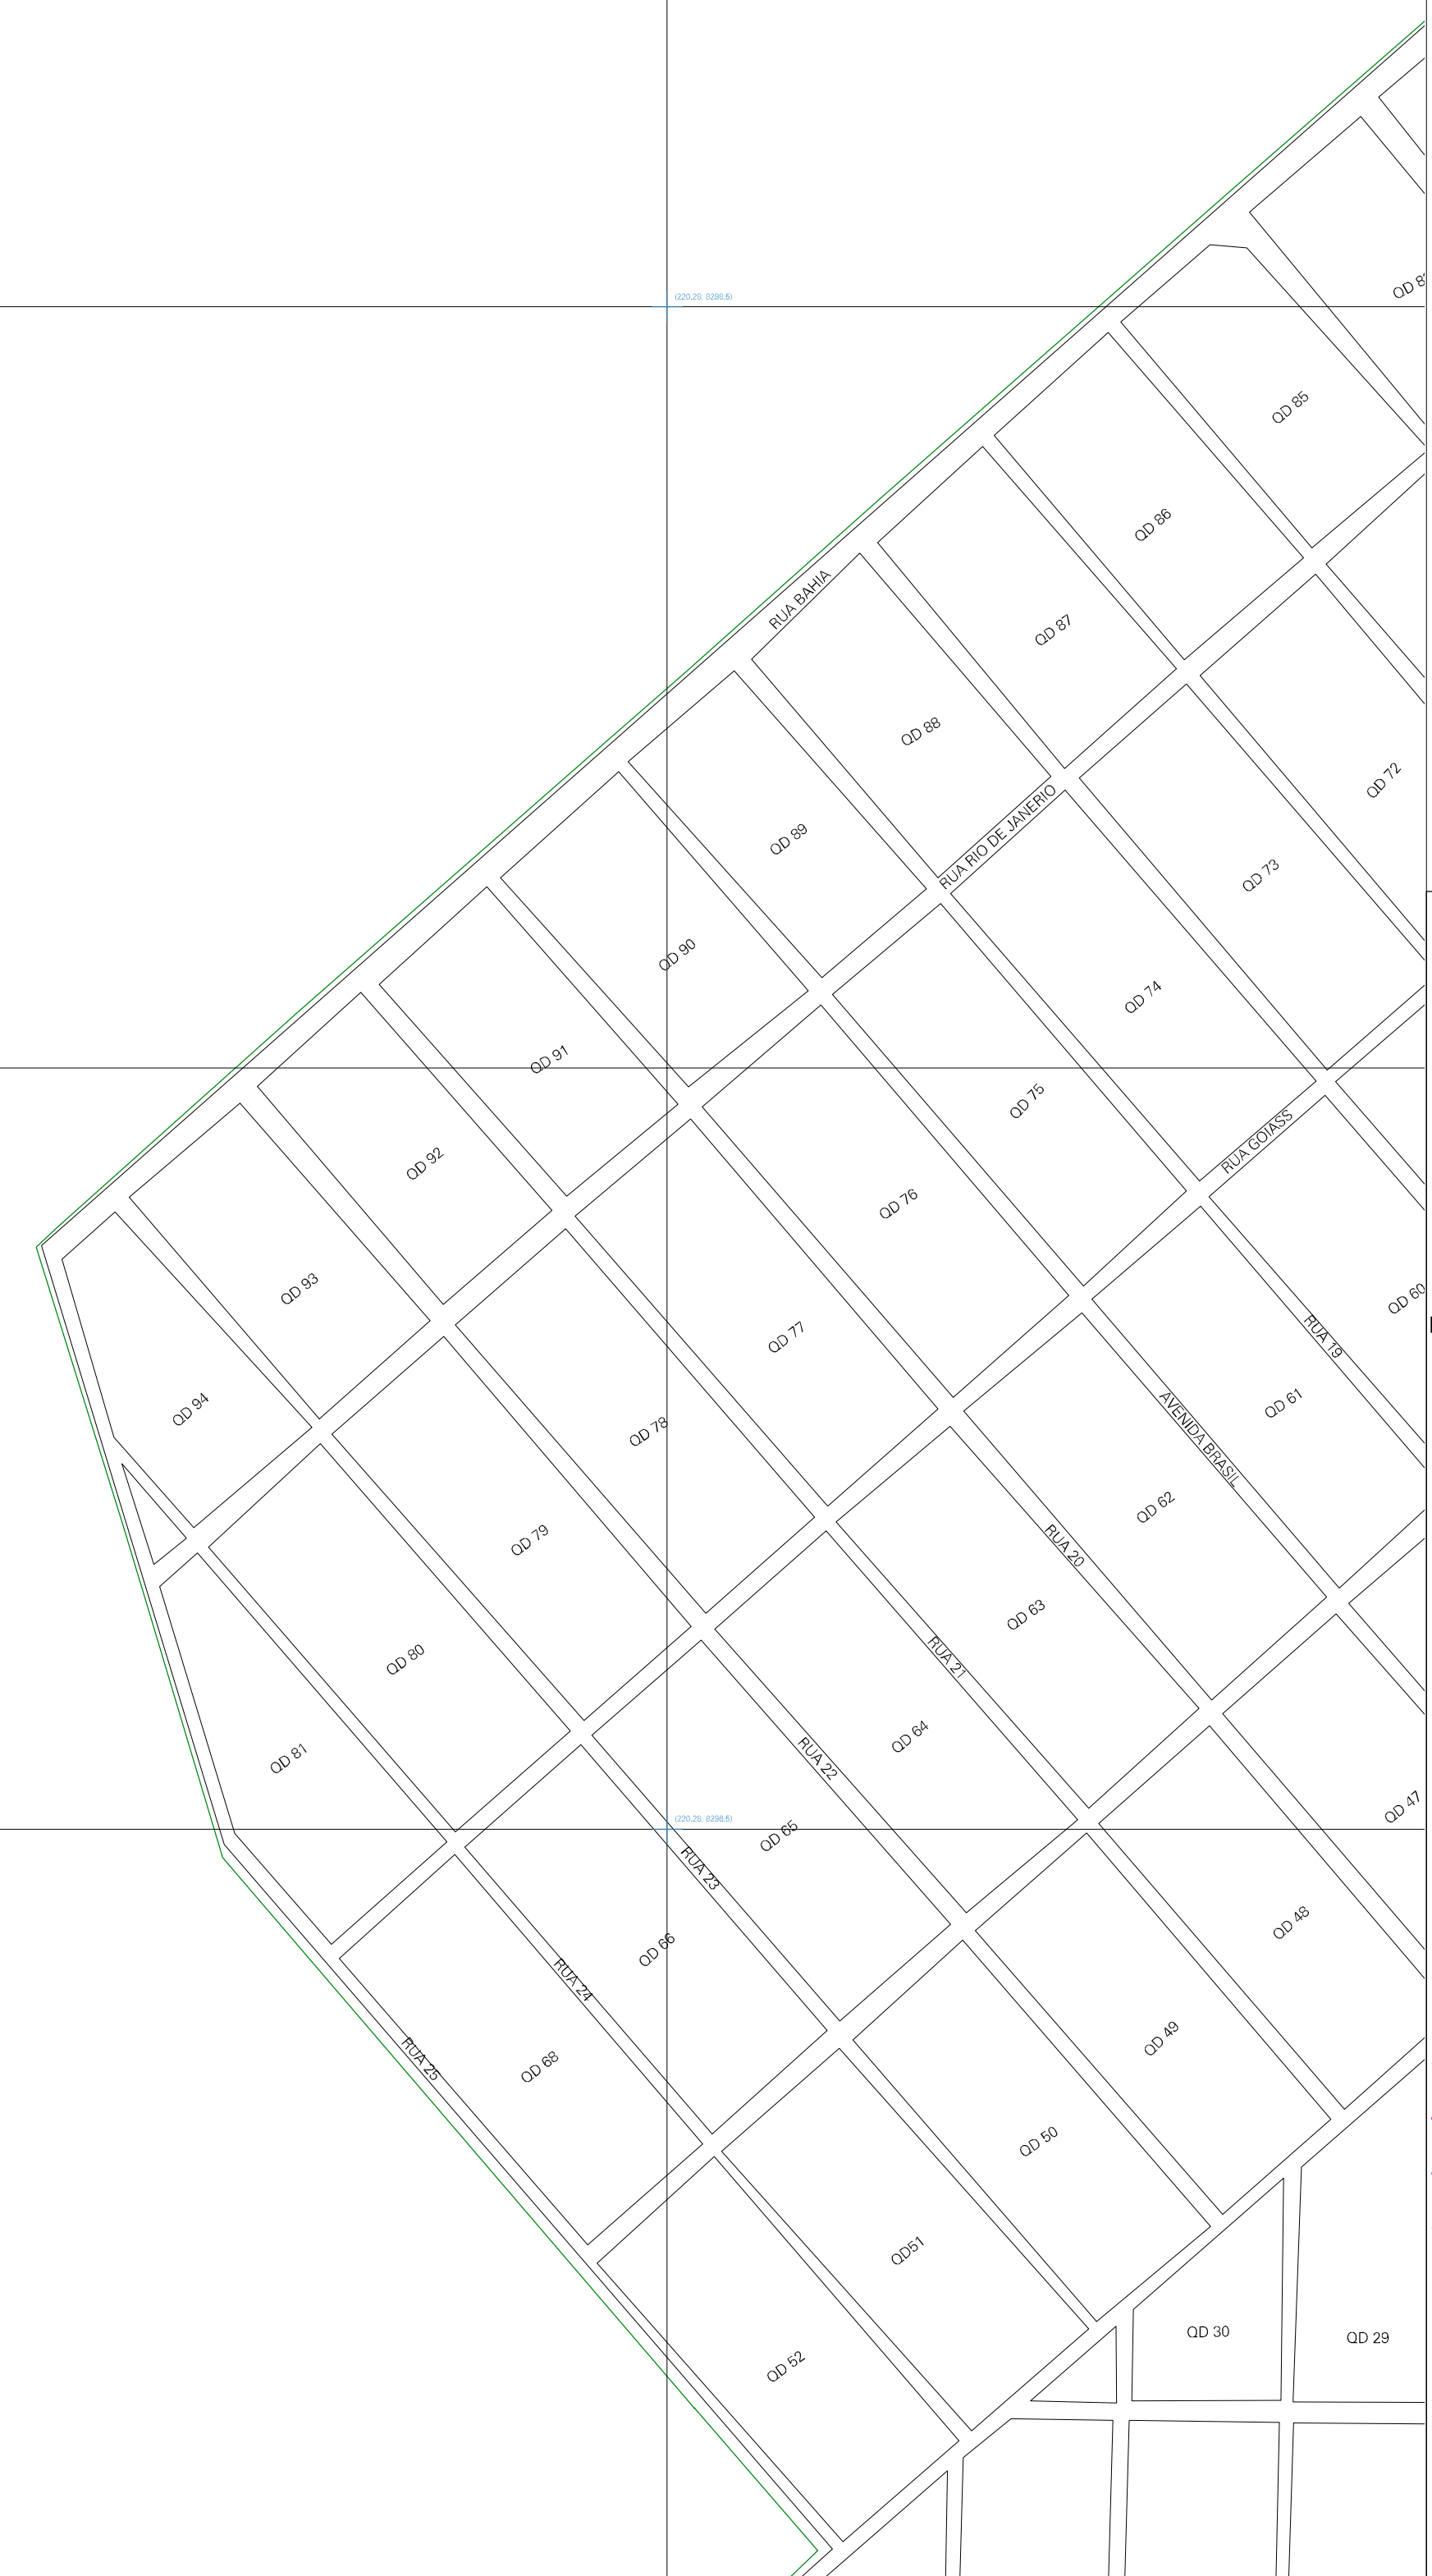 QD 8
(220.28, 8298.5)
QD 85
QD 86
RUA BAHIA
QD 87
QD 88
QD 72
RUA RIO DE JANERIO
QD 89
QD 73
QD 90
QD 74
QD 91
QD 75
RUA GOIASS
QD 92
QD 76
QD 93
QD 60
QD 77
RUA 19
QD 94
QD 61
QD 78
AVENIDA BRASIL
QD 62
QD 79
RUA 20
QD 63
QD 80
RUA 21
QD 64
QD 81
RUA 22
QD 47
(220.28, 8298.5)
QD 65
RUA 23
QD 48
QD 66
RUA 24
QD 49
RUA 25
QD 68
QD 50
QD51
QD 30
QD 29
QD 52